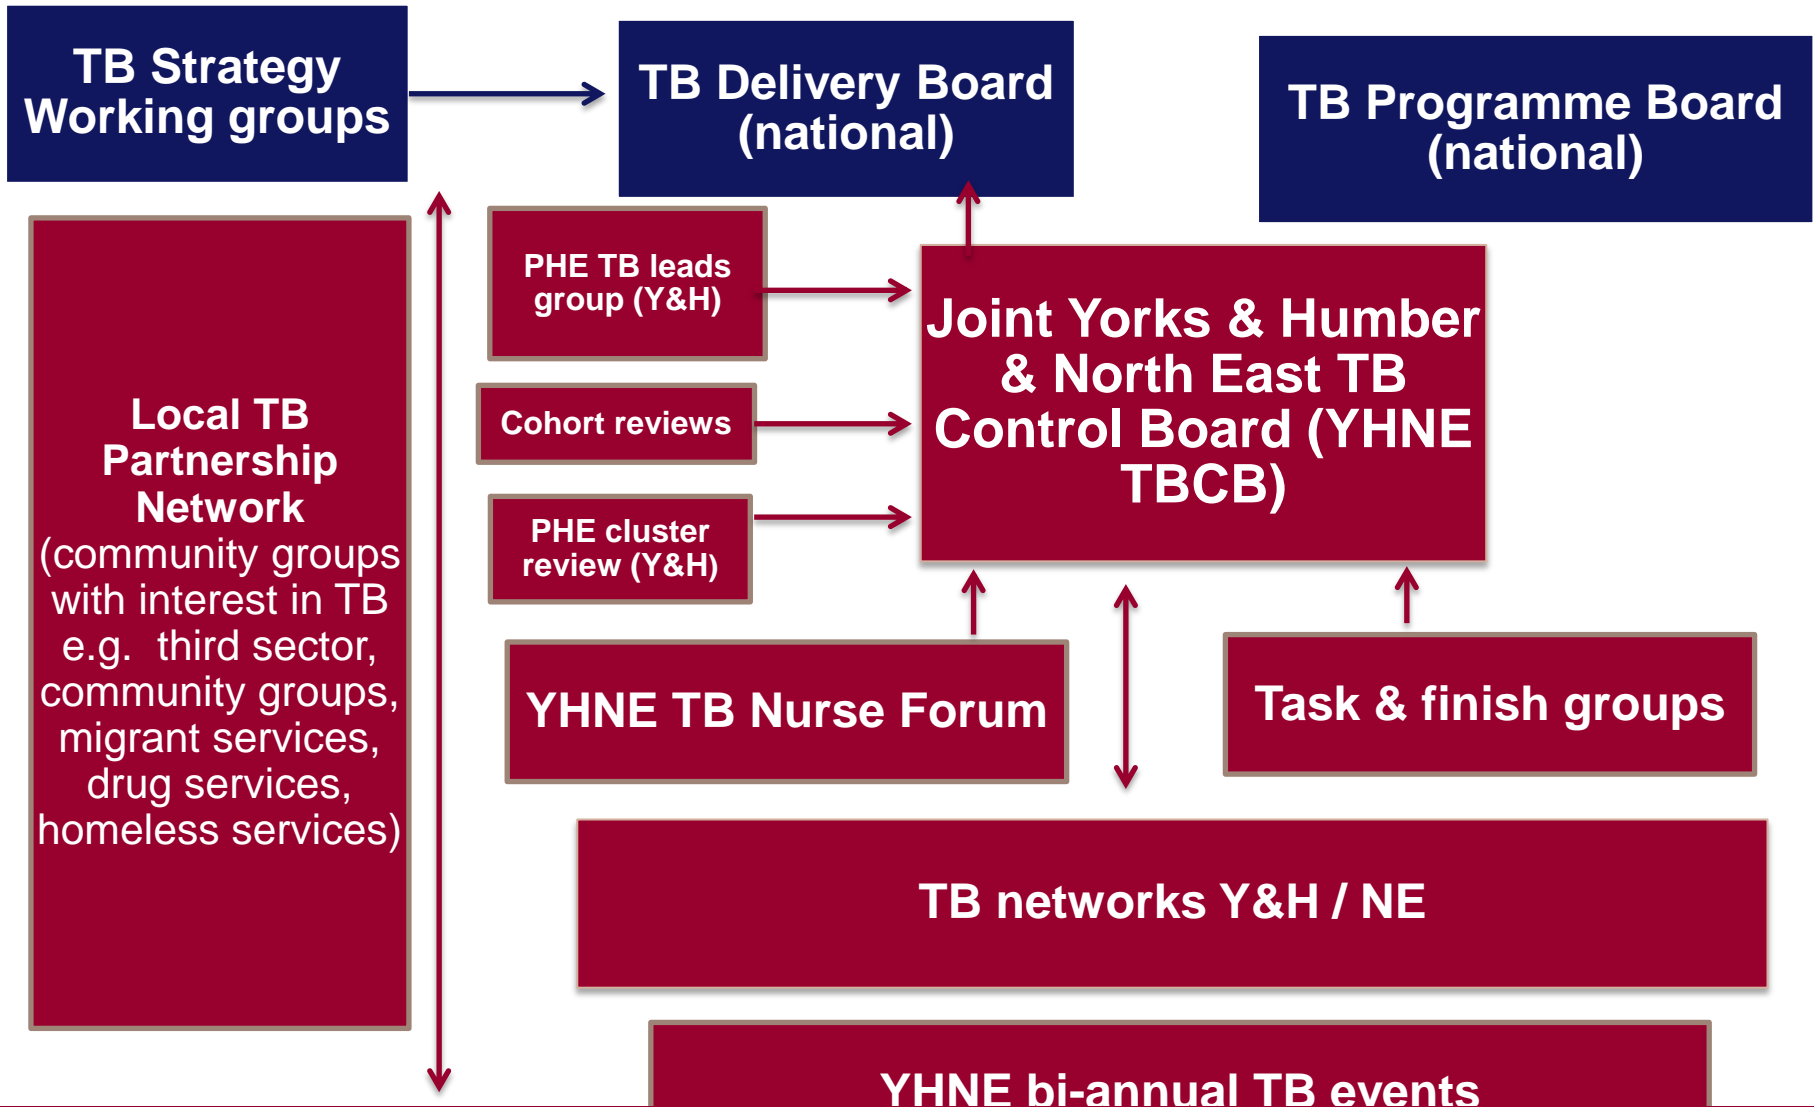 TB Strategy
Working groups
TB Delivery Board
(national)
TB Programme Board
(national)
Local TB
Partnership
Network
(community groups
with interest in TB
e.g.  third sector,
community groups,
migrant services,
drug services,
homeless services)
PHE TB leads
group (Y&H)
Cohort reviews
PHE cluster
review (Y&H)
Joint Yorks & Humber
& North East TB
Control Board (YHNE
TBCB)
YHNE TB Nurse Forum
Task & finish groups
TB networks Y&H / NE
YHNE bi-annual TB events